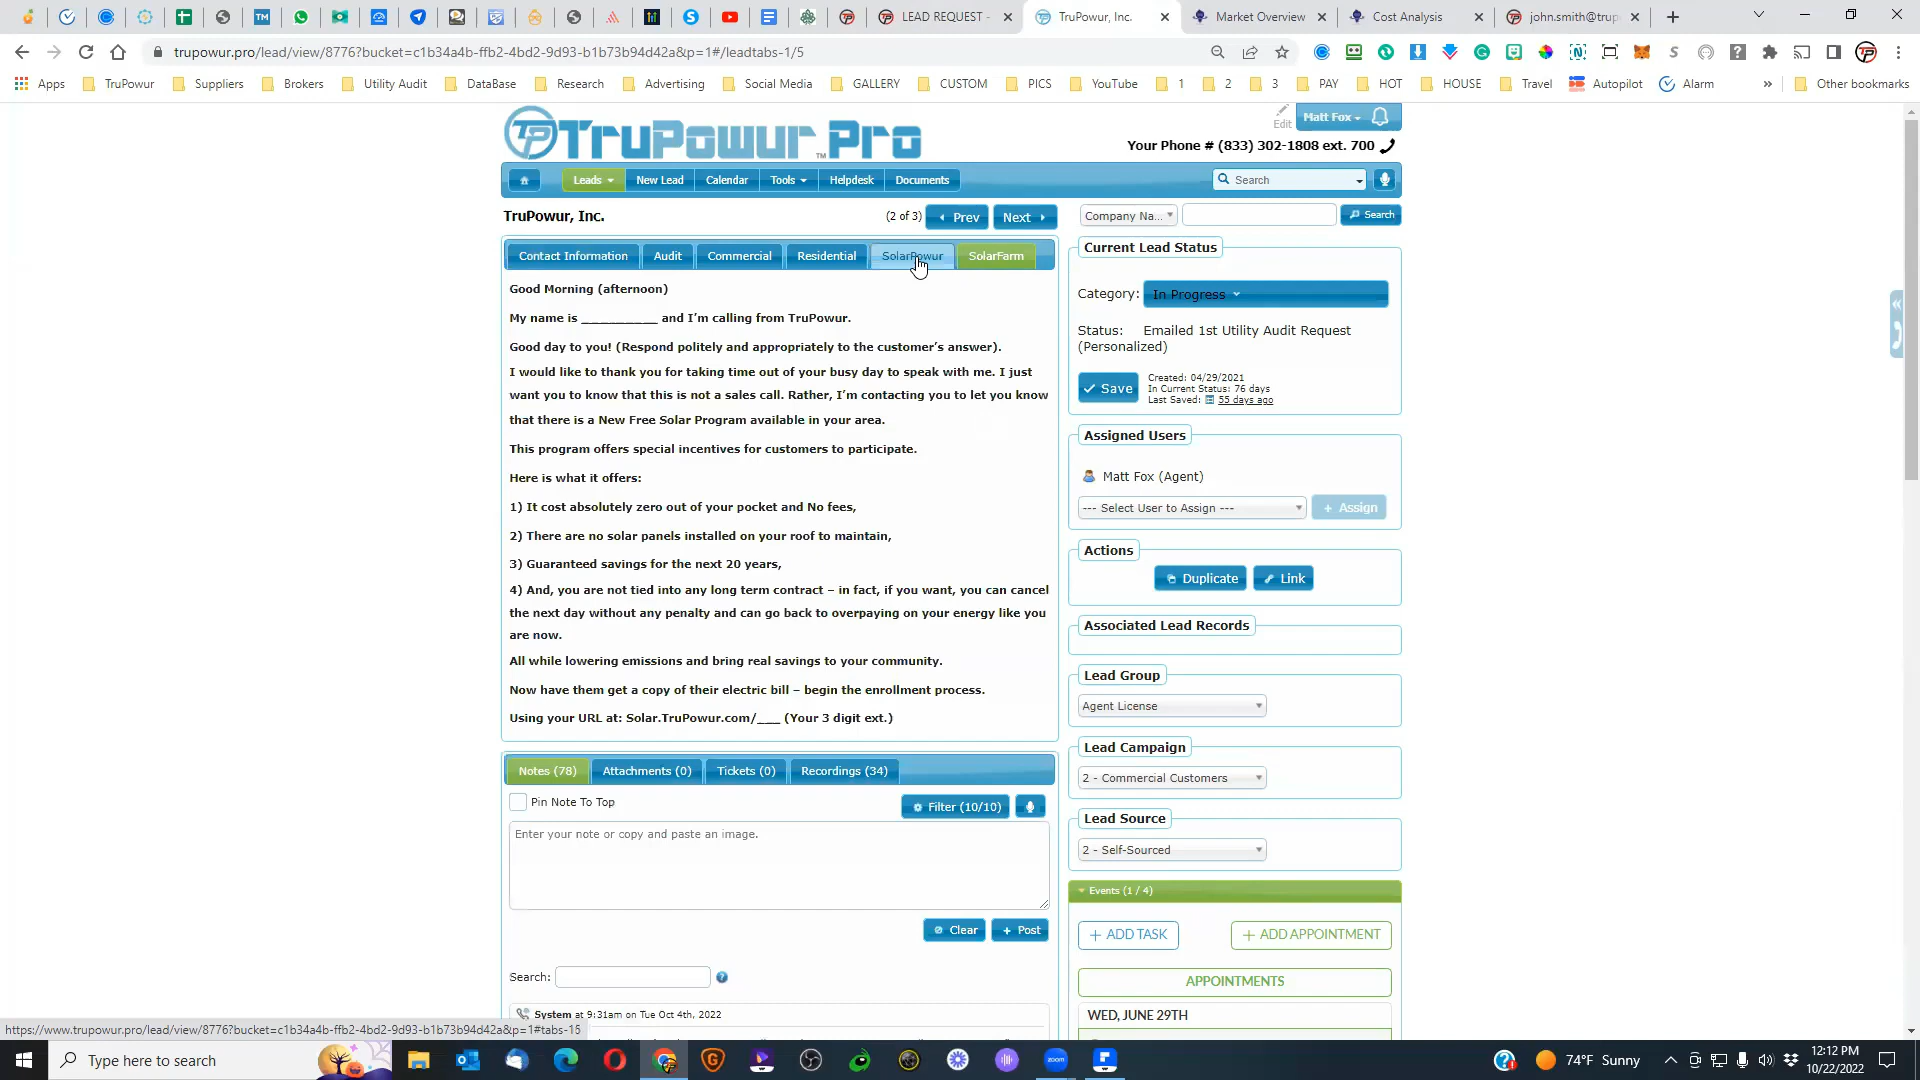 LEAD REQUEST -
TruPowur, Inc.
Market Overview
Cost Analysis
john.smith@trup
trupowur.pro/lead/view/8776?bucket=c1b34a4b-ffb2-4bd2-9d93-b1b73b94d42a&p=1#/leadtabs-1/5
Apps TruPowur Suppliers Brokers Utility Audit DataBase Research Advertising Social Media GALLERY CUSTOM PICS YouTube 1 2 3 PAY HOT HOUSE Travel Autopilot Alarm » Other bookmarks
TruPowur Pro
TM
Edit
Matt Fox
Your Phone # (833) 302-1808 ext. 700
Leads New Lead Calendar Tools Helpdesk Documents
Search
TruPowur, Inc.
(2 of 3) Prev Next
Contact Information Audit Commercial Residential SolarPowur SolarFarm
Good Morning (afternoon)
My name is __________ and I’m calling from TruPowur.
Good day to you! (Respond politely and appropriately to the customer’s answer).
I would like to thank you for taking time out of your busy day to speak with me. I just
want you to know that this is not a sales call. Rather, I’m contacting you to let you know
that there is a New Free Solar Program available in your area.
This program offers special incentives for customers to participate.
Here is what it offers:
1) It cost absolutely zero out of your pocket and No fees,
2) There are no solar panels installed on your roof to maintain,
3) Guaranteed savings for the next 20 years,
4) And, you are not tied into any long term contract – in fact, if you want, you can cancel
the next day without any penalty and can go back to overpaying on your energy like you
are now.
All while lowering emissions and bring real savings to your community.
Now have them get a copy of their electric bill – begin the enrollment process.
Using your URL at: Solar.TruPowur.com/___ (Your 3 digit ext.)
Notes (78) Attachments (0) Tickets (0) Recordings (34)
Pin Note To Top
Filter (10/10)
Enter your note or copy and paste an image.
Clear + Post
Search:
System at 9:31am on Tue Oct 4th, 2022
Company Na...
Search
Current Lead Status
Category: In Progress
Status: Emailed 1st Utility Audit Request
(Personalized)
Save
Created: 04/29/2021
In Current Status: 76 days
Last Saved: 55 days ago
Assigned Users
Matt Fox (Agent)
--- Select User to Assign ---
+ Assign
Actions
Duplicate Link
Associated Lead Records
Lead Group
Agent License
Lead Campaign
2 - Commercial Customers
Lead Source
2 - Self-Sourced
Events (1 / 4)
+ ADD TASK
+ ADD APPOINTMENT
APPOINTMENTS
WED, JUNE 29TH
https://www.trupowur.pro/lead/view/8776?bucket=c1b34a4b-ffb2-4bd2-9d93-b1b73b94d42a&p=1#tabs-15
Type here to search
zoom
74°F Sunny
12:12 PM
10/22/2022